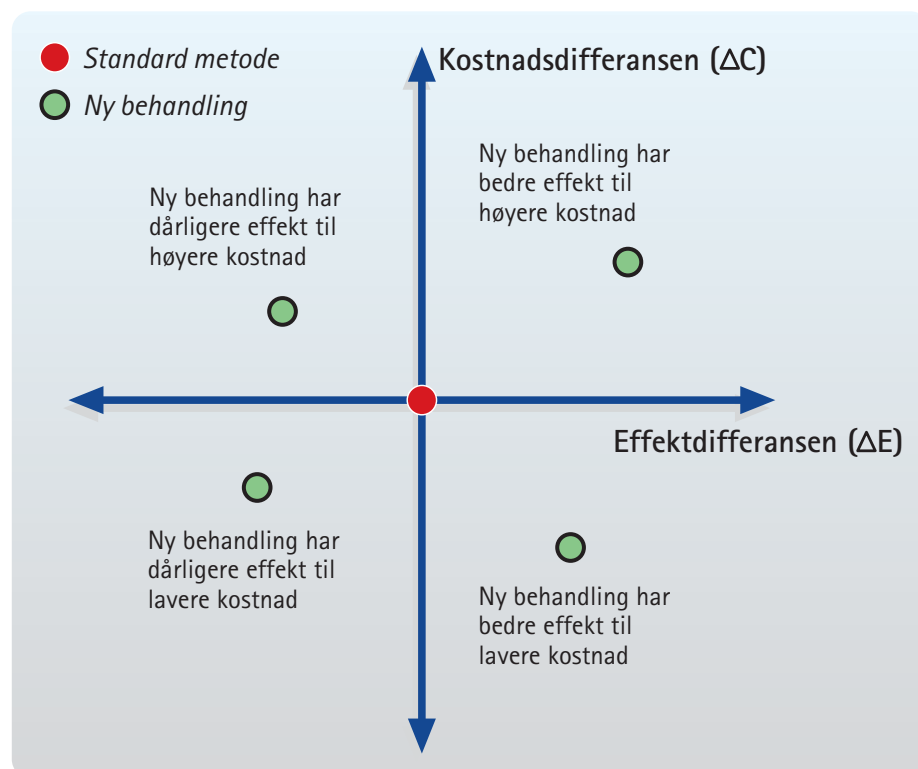 Standard metode
Ny behandling
Kostnadsdifferansen (ΔC)
Ny behandling har
dårligere effekt til
høyere kostnad
Ny behandling har
bedre effekt til
høyere kostnad
Effektdifferansen (ΔE)
Ny behandling har
dårligere effekt til
lavere kostnad
Ny behandling har
bedre effekt til
lavere kostnad